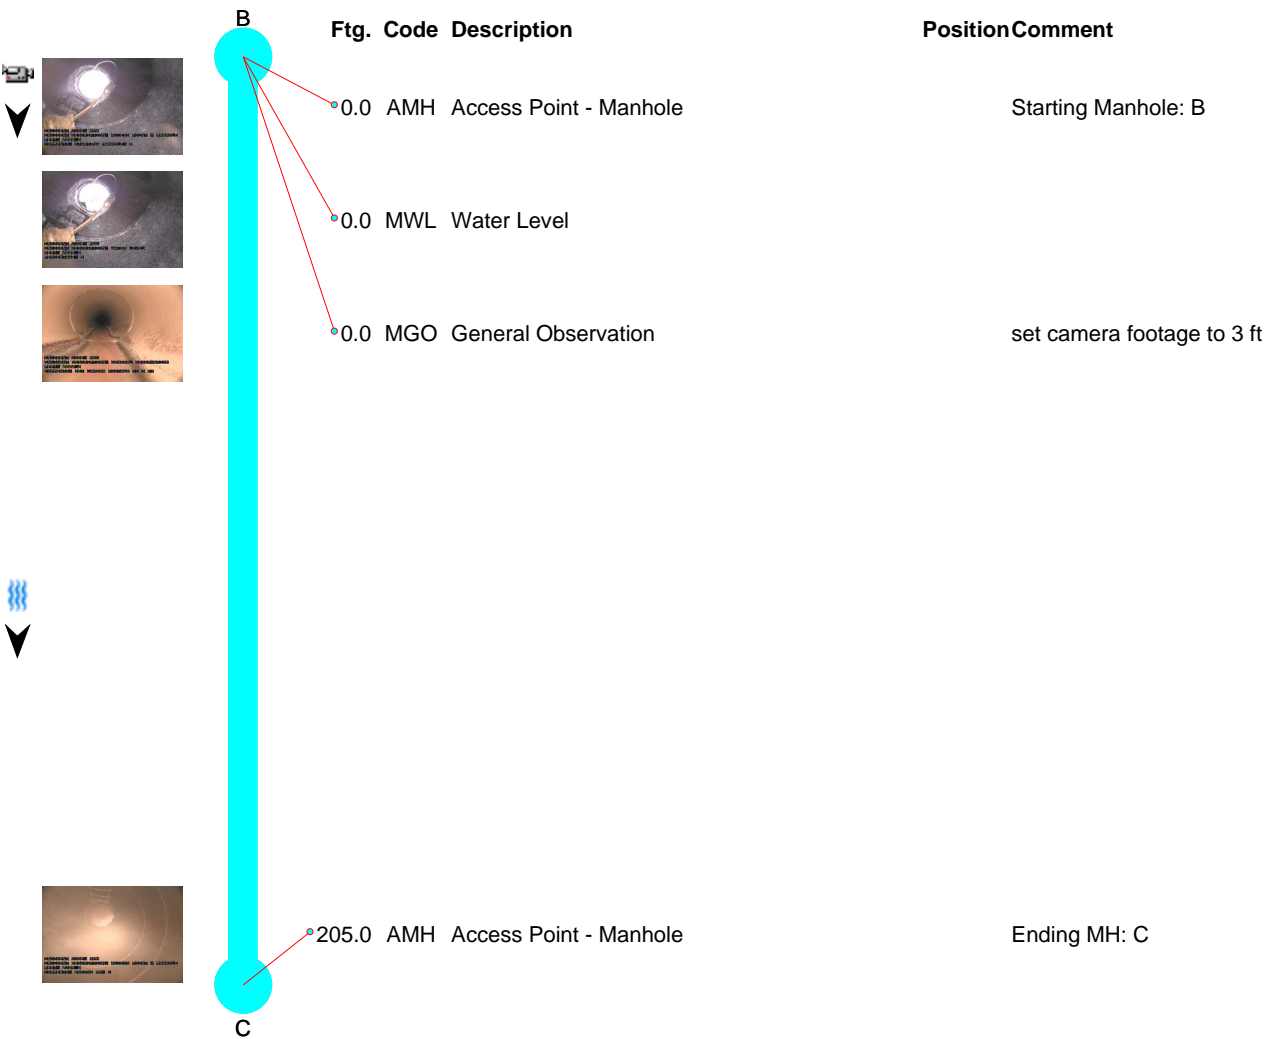 B
Ftg. Code Description Position Comment
0.0 AMH Access Point - Manhole Starting Manhole: B
0.0 MWL Water Level
0.0 MGO General Observation set camera footage to 3 ft
205.0 AMH Access Point - Manhole Ending MH: C
C